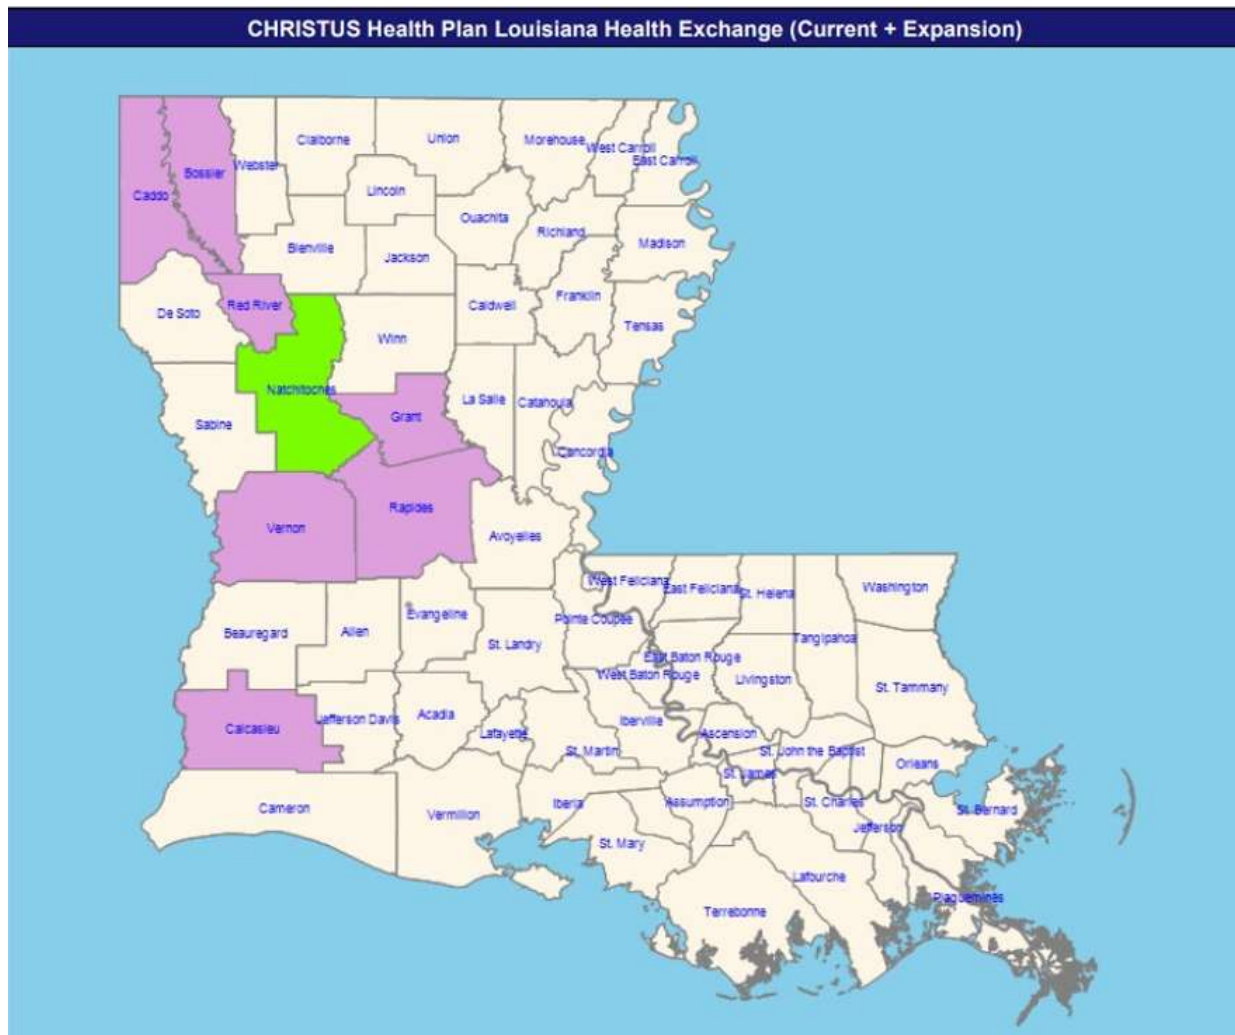 CHRISTUS Health Plan Louisiana Health Exchange (Current + Expansion)
Caddo
Bossier
Webster
Claiborne
Union
Morehouse
West Carroll
East Carroll
Lincoln
Ouachita
Richland
Madison
Bienville
Jackson
De Soto
Red River
Caldwell
Franklin
Tensas
Winn
Natchitoches
Sabine
Grant
La Salle
Catahoula
Concordia
Vernon
Rapides
Avoyelles
Beauregard
Allen
Evangeline
St. Landry
Pointe Coupee
West Feliciana
East Feliciana
St. Helena
Washington
Tangipahoa
East Baton Rouge
West Baton Rouge
Livingston
St. Tammany
Calcasieu
Jefferson Davis
Acadia
Lafayette
St. Martin
Iberville
Ascension
St. John the Baptist
St. James
Orleans
Cameron
Vermilion
Iberia
St. Mary
Assumption
St. Charles
Jefferson
St. Bernard
Lafourche
Terrebonne
Plaquemines